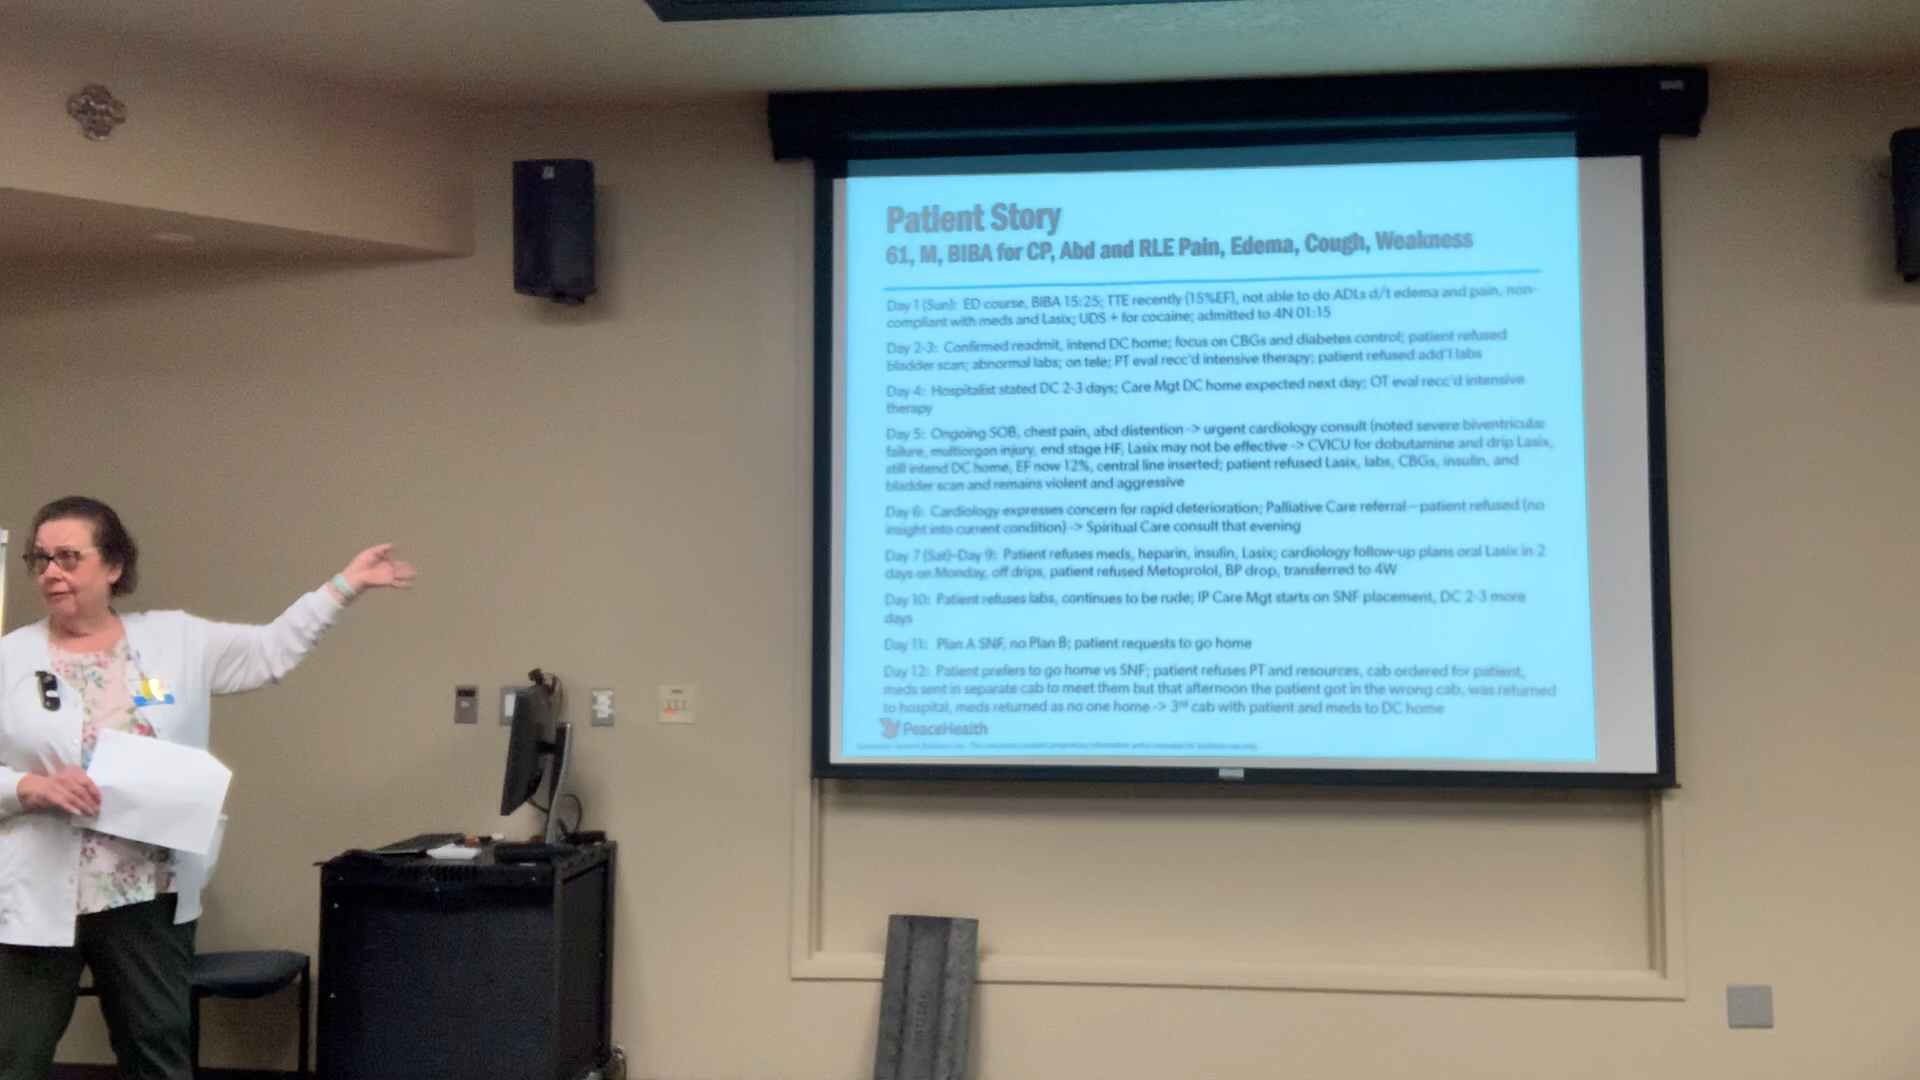 Patient Story
61, M, BIBA for CP, Abd and RLE Pain, Edema, Cough, Weakness
Day 1 (Sun): ED course, BIBA 15:25; TTE recently (15%EF), not able to do ADLs d/t edema and pain, non-
compliant with meds and Lasix; UDS + for cocaine; admitted to 4N 01:15
Day 2-3: Confirmed readmit, intend DC home; focus on CBGs and diabetes control; patient refused
bladder scan; abnormal labs; on tele; PT eval recc'd intensive therapy; patient refused add'l labs
Day 4: Hospitalist stated DC 2-3 days; Care Mgt DC home expected next day; OT eval recc'd intensive
therapy
Day 5: Ongoing SOB, chest pain, abd distention -> urgent cardiology consult (noted severe biventricular
failure, multiorgan injury, end stage HF, Lasix may not be effective -> CVICU for dobutamine and drip Lasix,
still intend DC home, EF now 12%, central line inserted; patient refused Lasix, labs, CBGs, insulin, and
bladder scan and remains violent and aggressive
Day 6: Cardiology expresses concern for rapid deterioration; Palliative Care referral – patient refused (no
insight into current condition) -> Spiritual Care consult that evening
Day 7 (Sat)-Day 9: Patient refuses meds, heparin, insulin, Lasix; cardiology follow-up plans oral Lasix in 2
days on Monday, off drips, patient refused Metoprolol, BP drop, transferred to 4W
Day 10: Patient refuses labs, continues to be rude; IP Care Mgt starts on SNF placement, DC 2-3 more
days
Day 11: Plan A SNF, no Plan B; patient requests to go home
Day 12: Patient prefers to go home vs SNF; patient refuses PT and resources, cab ordered for patient,
meds sent in separate cab to meet them but that afternoon the patient got in the wrong cab, was returned
to hospital, meds returned as no one home -> 3rd cab with patient and meds to DC home
PeaceHealth